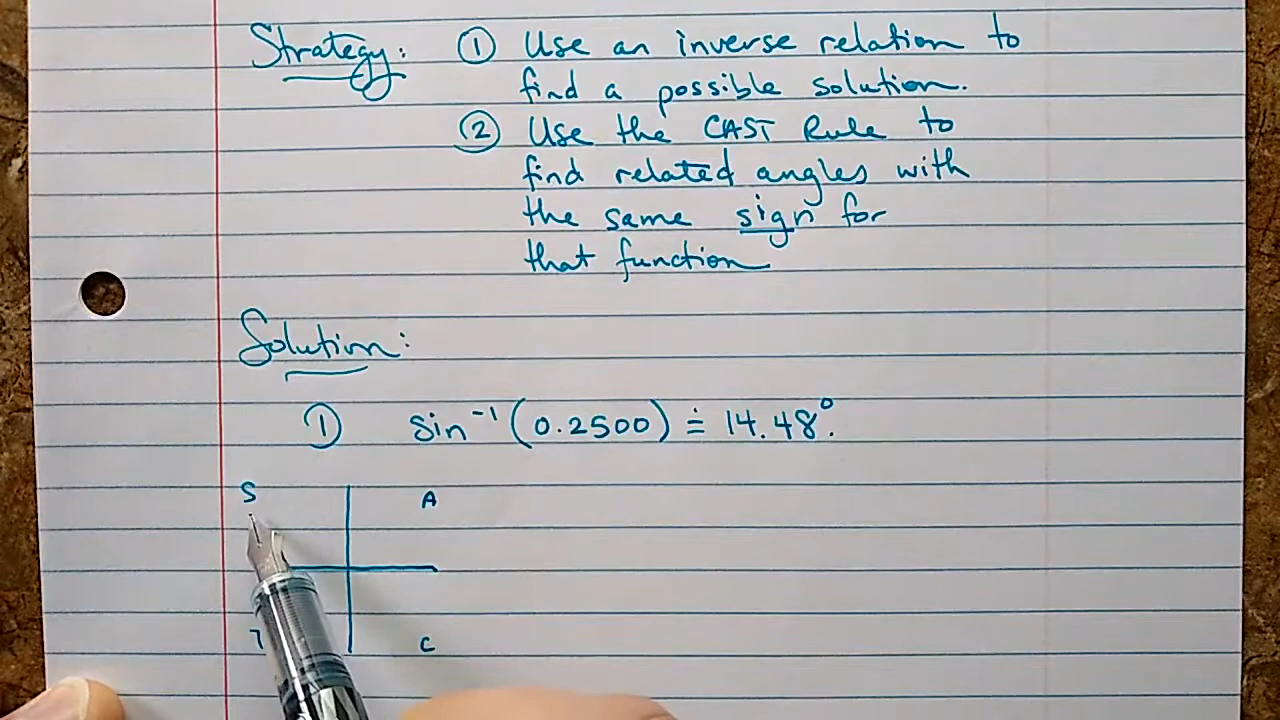 Strategy: ① Use an inverse relation to
find a possible solution.
② Use the CAST Rule to
find related angles with
the same sign for
that function
Solution:
① sin⁻¹(0.2500) ≐ 14.48°.
S A
T C